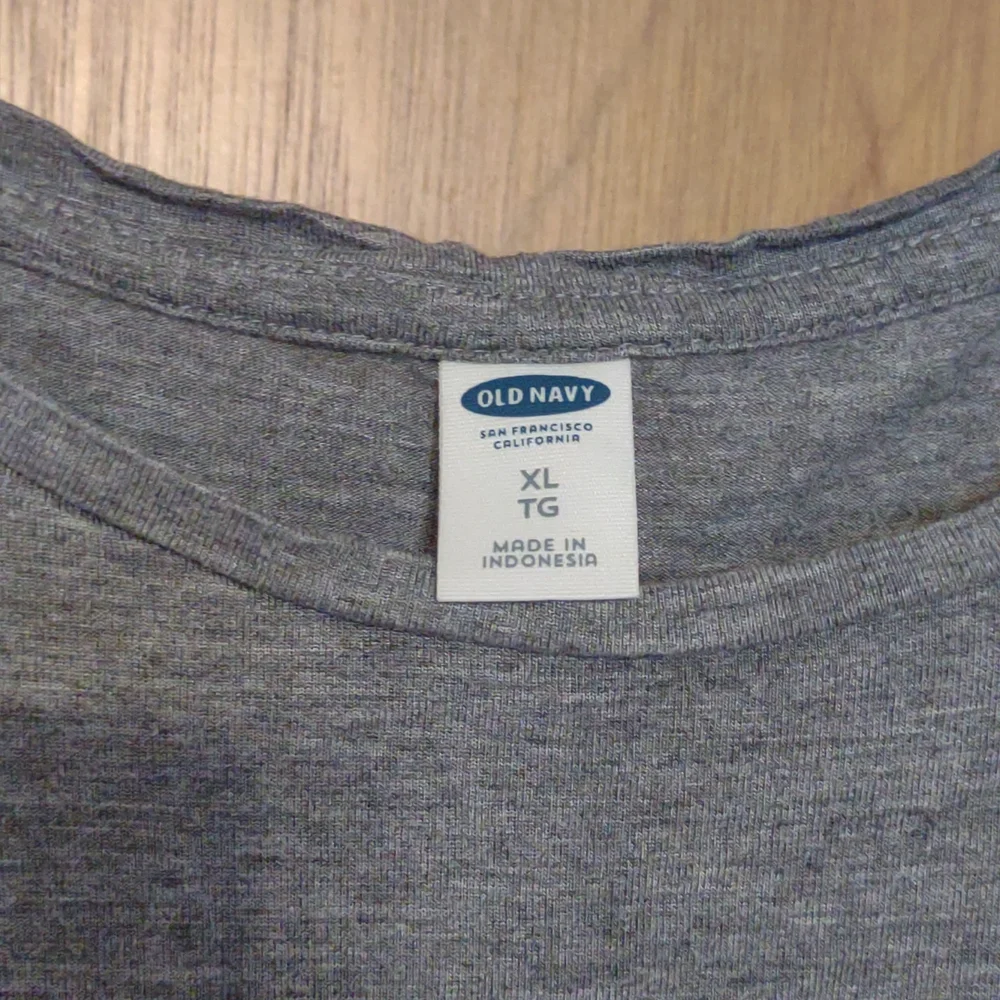 OLD NAVY
SAN FRANCISCO
CALIFORNIA
XL
TG
MADE IN
INDONESIA